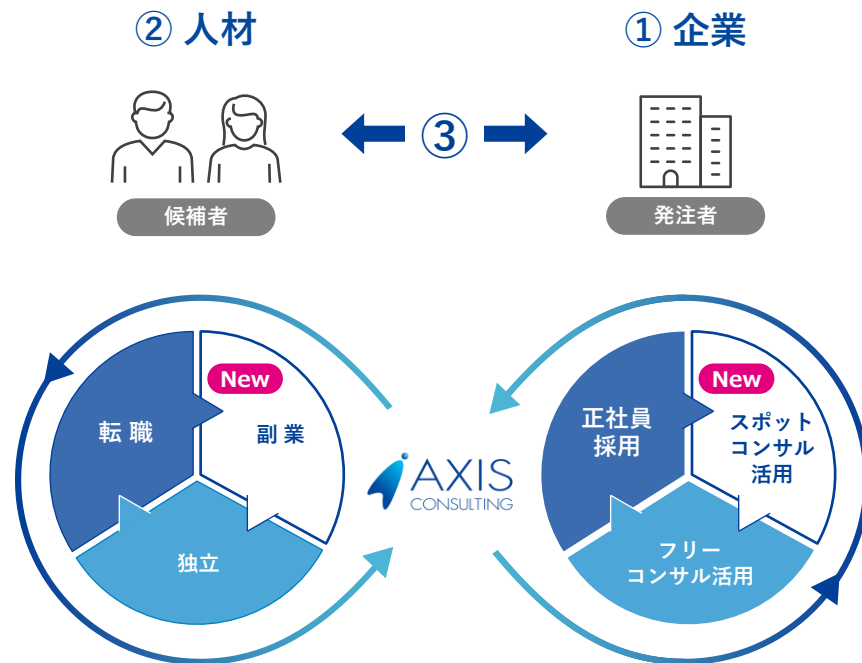 ② 人材
① 企業
③
候補者
発注者
New
転 職
副 業
独立
AXIS
CONSULTING
New
正社員
採用
スポット
コンサル
活用
フリー
コンサル活用